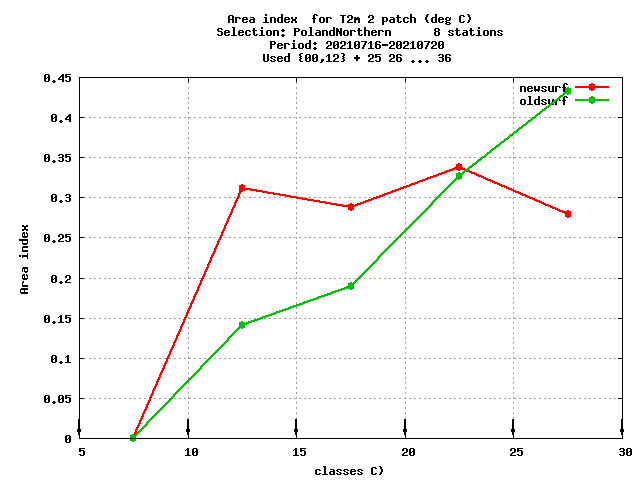 Area index  for T2m 2 patch (deg C)
Selection: PolandNorthern      8 stations
Period: 20210716-20210720
Used {00,12} + 25 26 ... 36
newsurf
oldsurf
0.45
0.4
0.35
0.3
0.25
0.2
0.15
0.1
0.05
0
Area index
5 10 15 20 25 30
classes C)